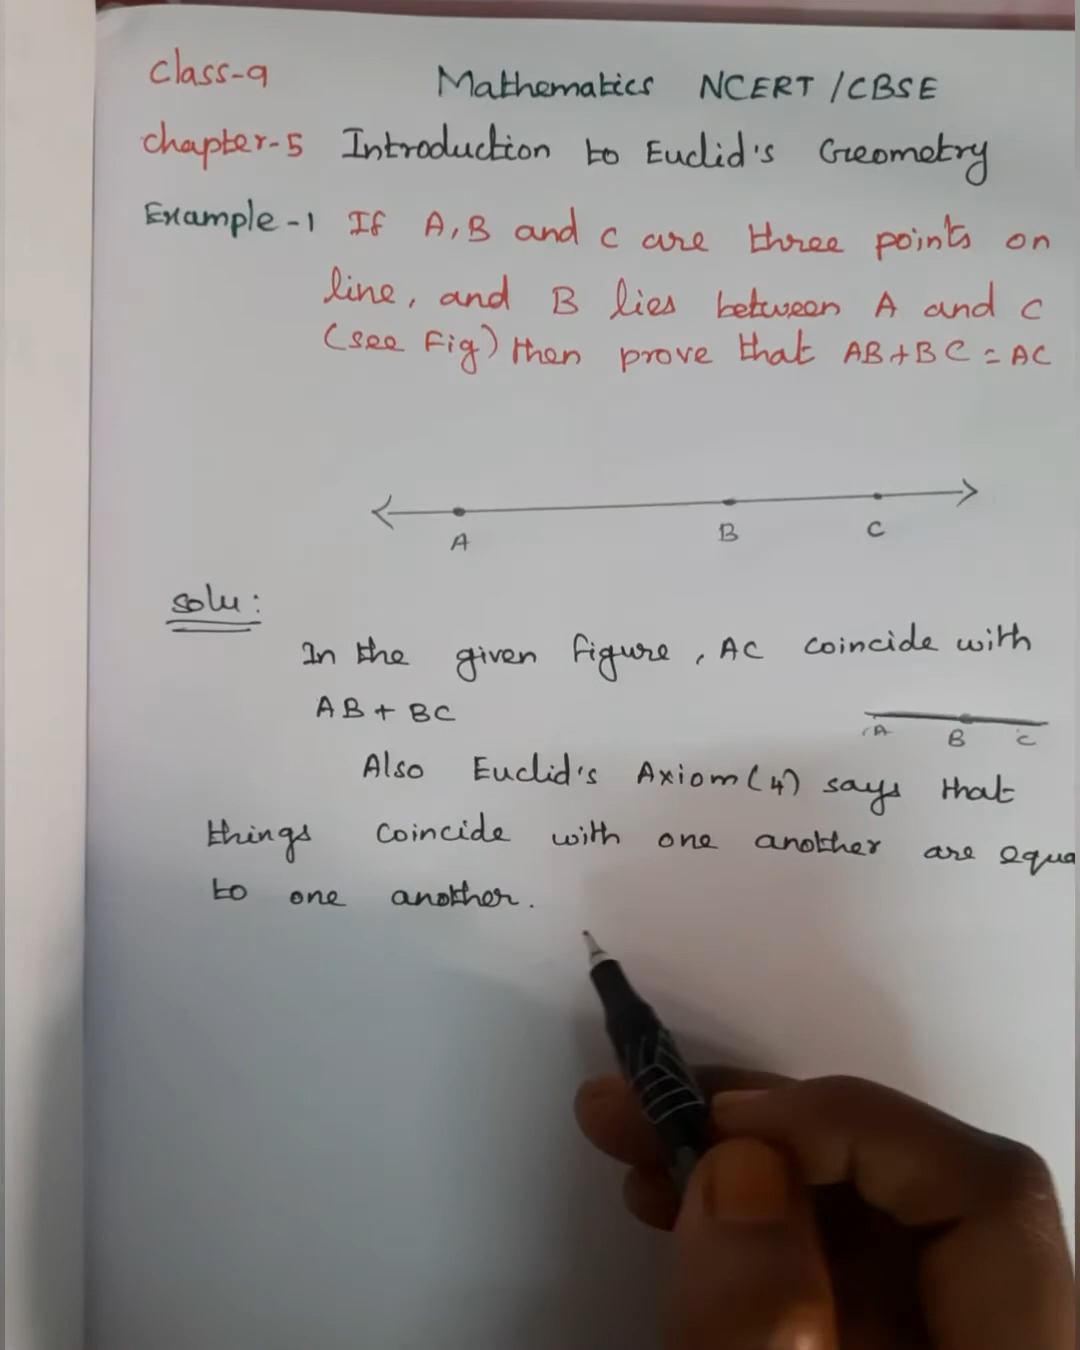 Class-9 Mathematics NCERT/CBSE
Chapter-5 Introduction to Euclid's Geometry
Example-1 If A, B and C are three points on
line, and B lies between A and C
(see Fig) then prove that AB+BC=AC
A B C
Solu:
In the given figure, AC coincide with
AB+BC
A B C
Also Euclid's Axiom(4) says that
things coincide with one another are equa
to one another.